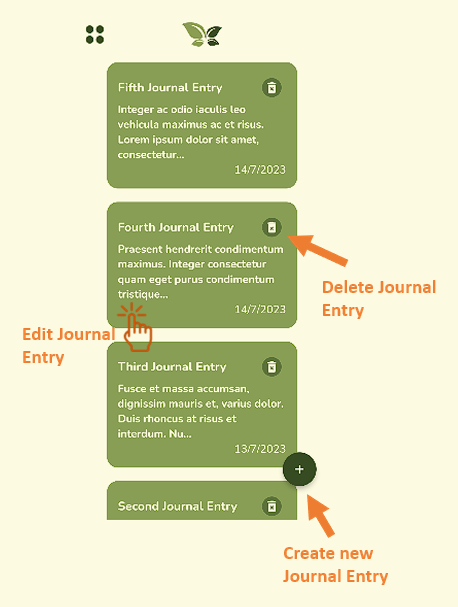 Fifth Journal Entry
Integer ac odio iaculis leo
vehicula maximus ac et risus.
Lorem ipsum dolor sit amet,
consectetur...
14/7/2023
Fourth Journal Entry
Praesent hendrerit condimentum
maximus. Integer consectetur
quam eget purus condimentum
tristique...
14/7/2023
Delete Journal
Entry
Edit Journal
Entry
Third Journal Entry
Fusce et massa accumsan,
dignissim mauris et, varius dolor.
Duis rhoncus at risus et
interdum. Nu...
13/7/2023
+
Second Journal Entry
Create new
Journal Entry